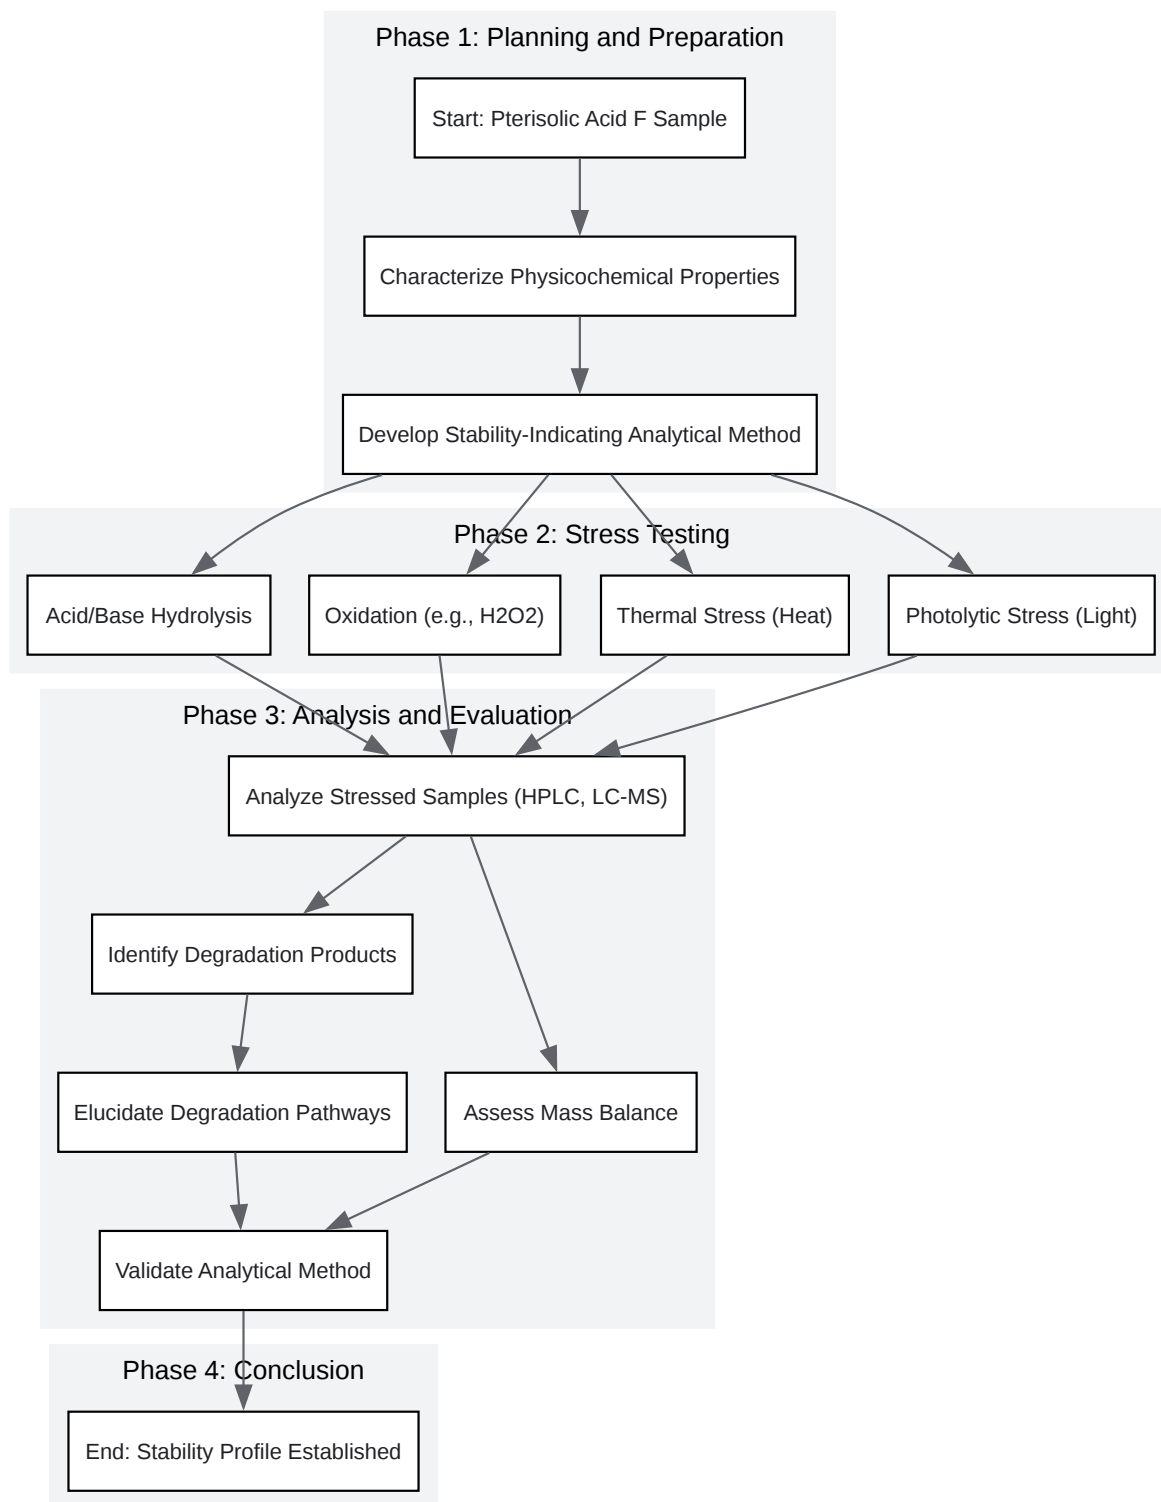 Phase 1: Planning and Preparation
Start: Pterisolic Acid F Sample
Characterize Physicochemical Properties
Develop Stability-Indicating Analytical Method
Phase 2: Stress Testing
Acid/Base Hydrolysis
Oxidation (e.g., H2O2)
Thermal Stress (Heat)
Photolytic Stress (Light)
Phase 3: Analysis and Evaluation
Analyze Stressed Samples (HPLC, LC-MS)
Identify Degradation Products
Elucidate Degradation Pathways
Assess Mass Balance
Validate Analytical Method
Phase 4: Conclusion
End: Stability Profile Established